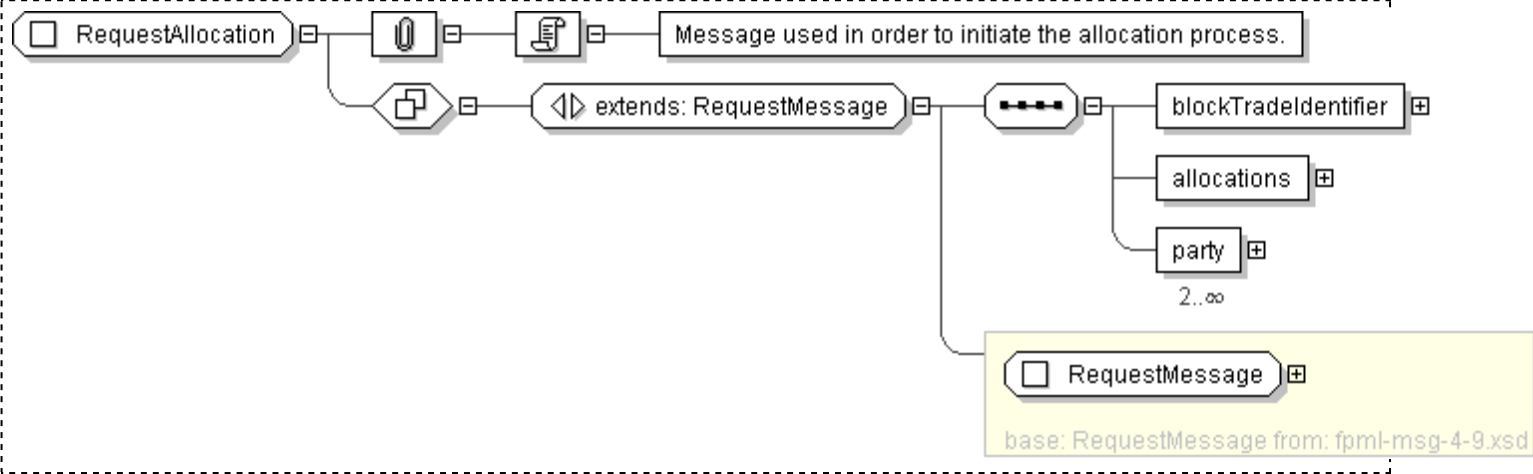 RequestAllocation
Message used in order to initiate the allocation process.
extends: RequestMessage
blockTradeIdentifier
allocations
party
2..∞
RequestMessage
base: RequestMessage from: fpml-msg-4-9.xsd